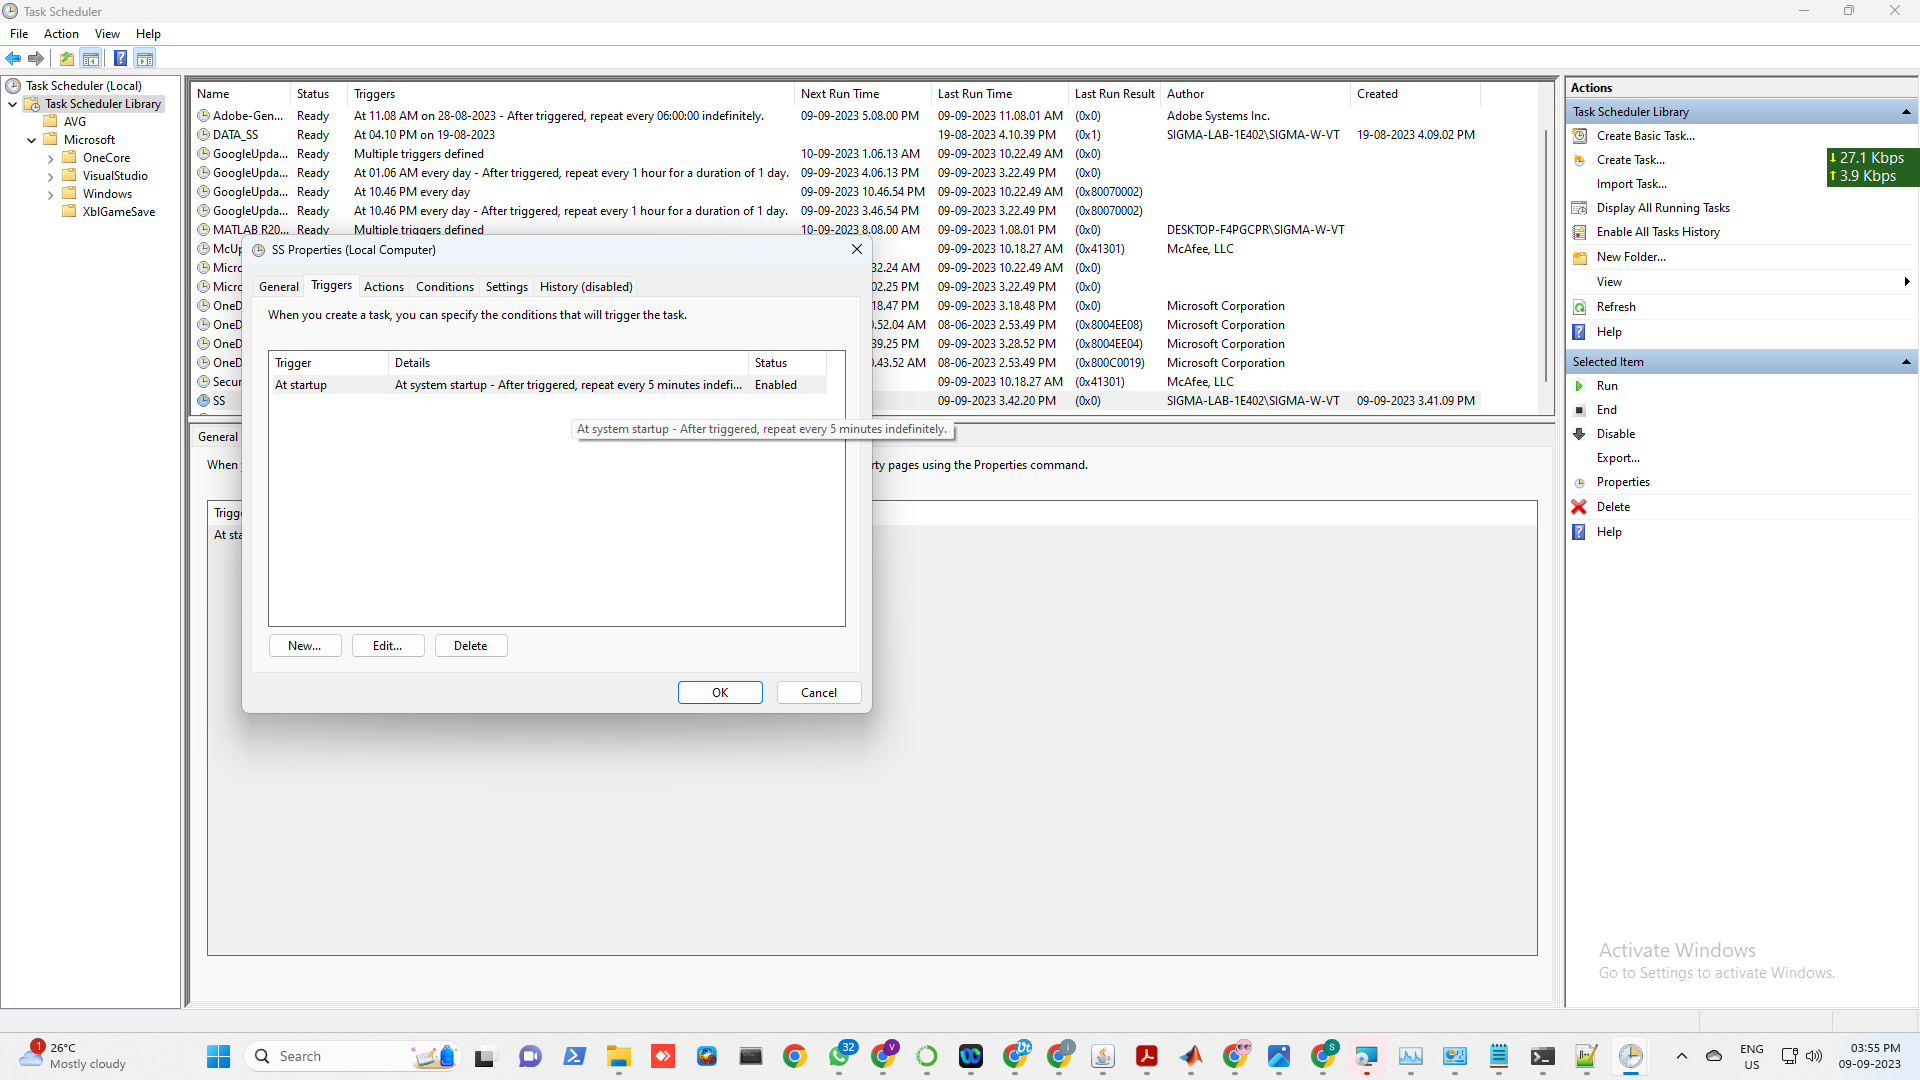 Task Scheduler
File Action View Help
Task Scheduler (Local)
Task Scheduler Library
AVG
Microsoft
OneCore
VisualStudio
Windows
XblGameSave
Name Status Triggers Next Run Time Last Run Time Last Run Result Author Created
Adobe-Gen... Ready At 11.08 AM on 28-08-2023 - After triggered, repeat every 06:00:00 indefinitely. 09-09-2023 5.08.00 PM 09-09-2023 11.08.01 AM (0x0) Adobe Systems Inc.
DATA_SS Ready At 04.10 PM on 19-08-2023 19-08-2023 4.10.39 PM (0x1) SIGMA-LAB-1E402\SIGMA-W-VT 19-08-2023 4.09.02 PM
GoogleUpda... Ready Multiple triggers defined 10-09-2023 1.06.13 AM 09-09-2023 10.22.49 AM (0x0)
GoogleUpda... Ready At 01.06 AM every day - After triggered, repeat every 1 hour for a duration of 1 day. 09-09-2023 4.06.13 PM 09-09-2023 3.22.49 PM (0x0)
GoogleUpda... Ready At 10.46 PM every day 09-09-2023 10.46.54 PM 09-09-2023 10.22.49 AM (0x80070002)
GoogleUpda... Ready At 10.46 PM every day - After triggered, repeat every 1 hour for a duration of 1 day. 09-09-2023 3.46.54 PM 09-09-2023 3.22.49 PM (0x80070002)
MATLAB R20... Ready Multiple triggers defined 10-09-2023 8.08.00 AM 09-09-2023 1.08.01 PM (0x0) DESKTOP-F4PGCPR\SIGMA-W-VT
McUp 09-09-2023 10.18.27 AM (0x41301) McAfee, LLC
Micro 32.24 AM 09-09-2023 10.22.49 AM (0x0)
Micro 02.25 PM 09-09-2023 3.22.49 PM (0x0)
OneD 18.47 PM 09-09-2023 3.18.48 PM (0x0) Microsoft Corporation
OneD .52.04 AM 08-06-2023 2.53.49 PM (0x8004EE08) Microsoft Corporation
OneD 39.25 PM 09-09-2023 3.28.52 PM (0x8004EE04) Microsoft Corporation
OneD .43.52 AM 08-06-2023 2.53.49 PM (0x800C0019) Microsoft Corporation
Secur 09-09-2023 10.18.27 AM (0x41301) McAfee, LLC
SS 09-09-2023 3.42.20 PM (0x0) SIGMA-LAB-1E402\SIGMA-W-VT 09-09-2023 3.41.09 PM
SS Properties (Local Computer)
General Triggers Actions Conditions Settings History (disabled)
When you create a task, you can specify the conditions that will trigger the task.
Trigger Details Status
At startup At system startup - After triggered, repeat every 5 minutes indefi... Enabled
At system startup - After triggered, repeat every 5 minutes indefinitely.
New... Edit... Delete
OK Cancel
General
When rty pages using the Properties command.
Trigg
At sta
Actions
Task Scheduler Library
Create Basic Task...
Create Task...
Import Task...
Display All Running Tasks
Enable All Tasks History
New Folder...
View
Refresh
Help
Selected Item
Run
End
Disable
Export...
Properties
Delete
Help
27.1 Kbps
3.9 Kbps
Activate Windows
Go to Settings to activate Windows.
1
26°C
Mostly cloudy
Search
32
V
Vt
i
S
ENG
US
03:55 PM
09-09-2023